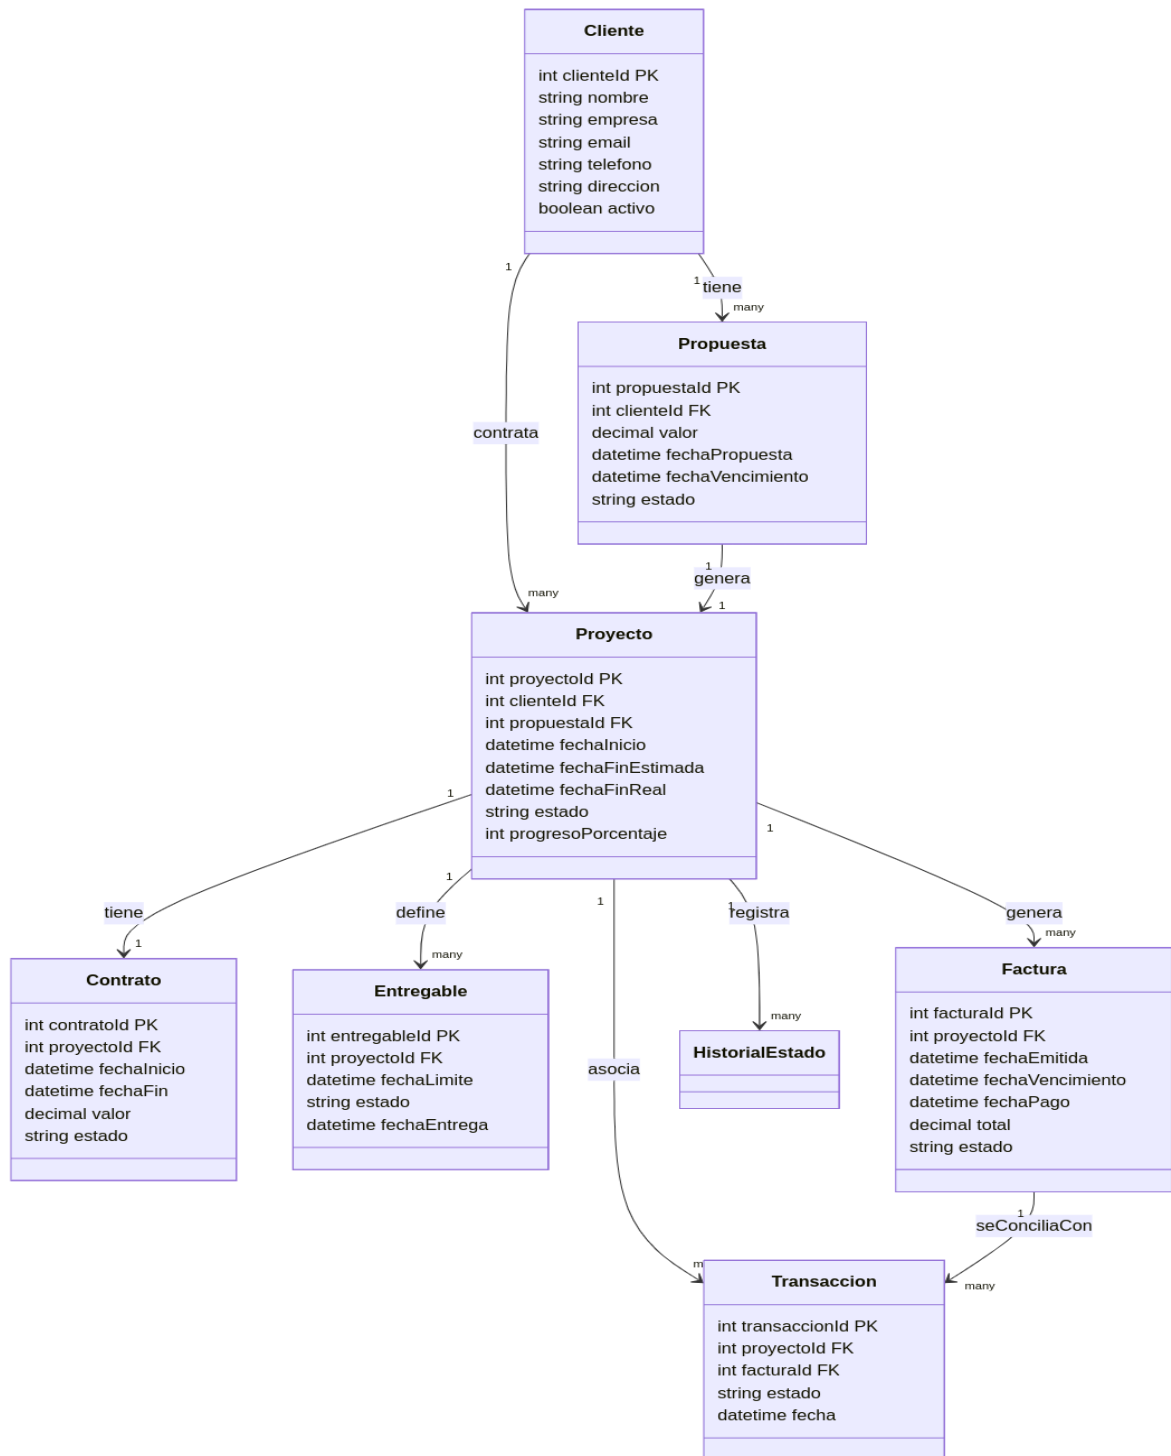 Cliente
int clienteId PK
string nombre
string empresa
string email
string telefono
string direccion
boolean activo
1
1
tiene
many
Propuesta
int propuestaId PK
int clienteId FK
decimal valor
datetime fechaPropuesta
datetime fechaVencimiento
string estado
contrata
1
genera
many
1
Proyecto
int proyectoId PK
int clienteId FK
int propuestaId FK
datetime fechaInicio
datetime fechaFinEstimada
datetime fechaFinReal
string estado
int progresoPorcentaje
1
1
1
1
1
tiene
define
registra
genera
1
many
many
many
Contrato
int contratoId PK
int proyectoId FK
datetime fechaInicio
datetime fechaFin
decimal valor
string estado
Entregable
int entregableId PK
int proyectoId FK
datetime fechaLimite
string estado
datetime fechaEntrega
asocia
HistorialEstado
Factura
int facturaId PK
int proyectoId FK
datetime fechaEmitida
datetime fechaVencimiento
datetime fechaPago
decimal total
string estado
1
seConciliaCon
many
Transaccion
int transaccionId PK
int proyectoId FK
int facturaId FK
string estado
datetime fecha